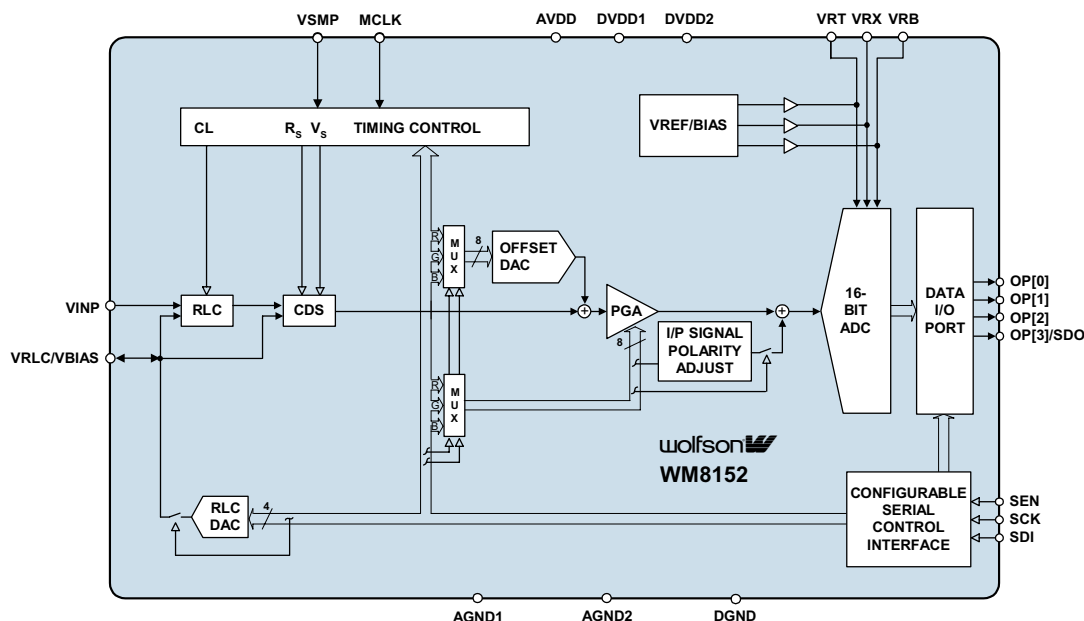 VSMP MCLK AVDD DVDD1 DVDD2 VRT VRX VRB
CL RS VS TIMING CONTROL
VREF/BIAS
R
G
B
MUX
8
OFFSET
DAC
VINP
RLC
CDS
PGA
8
I/P SIGNAL
POLARITY
ADJUST
16-
BIT
ADC
DATA
I/O
PORT
OP[0]
OP[1]
OP[2]
OP[3]/SDO
VRLC/VBIAS
R
G
B
MUX
wolfson
WM8152
RLC
DAC
4
CONFIGURABLE
SERIAL
CONTROL
INTERFACE
SEN
SCK
SDI
AGND1 AGND2 DGND